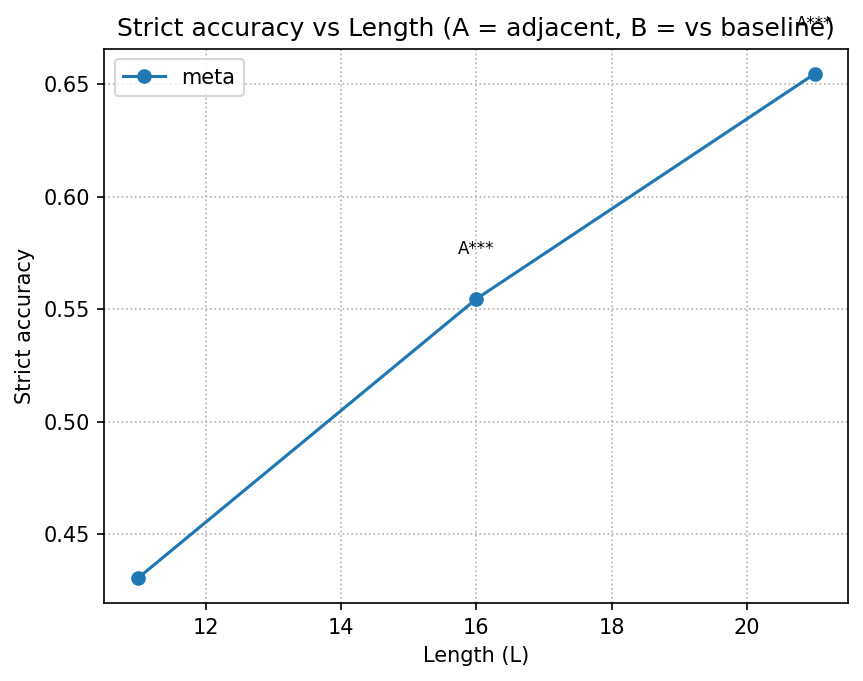 Strict accuracy vs Length (A = adjacent, B = vs baseline)
A***
meta
0.65
0.60
A***
0.55
0.50
0.45
Strict accuracy
12 14 16 18 20
Length (L)